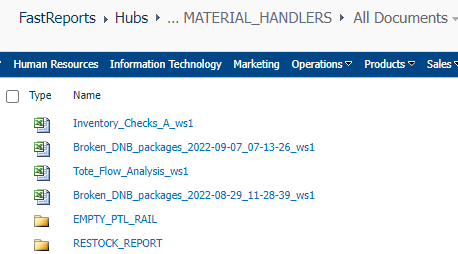 FastReports › Hubs › ... MATERIAL_HANDLERS › All Documents
Human Resources Information Technology Marketing Operations Products Sales
Type Name
Inventory_Checks_A_ws1
Broken_DNB_packages_2022-09-07_07-13-26_ws1
Tote_Flow_Analysis_ws1
Broken_DNB_packages_2022-08-29_11-28-39_ws1
EMPTY_PTL_RAIL
RESTOCK_REPORT